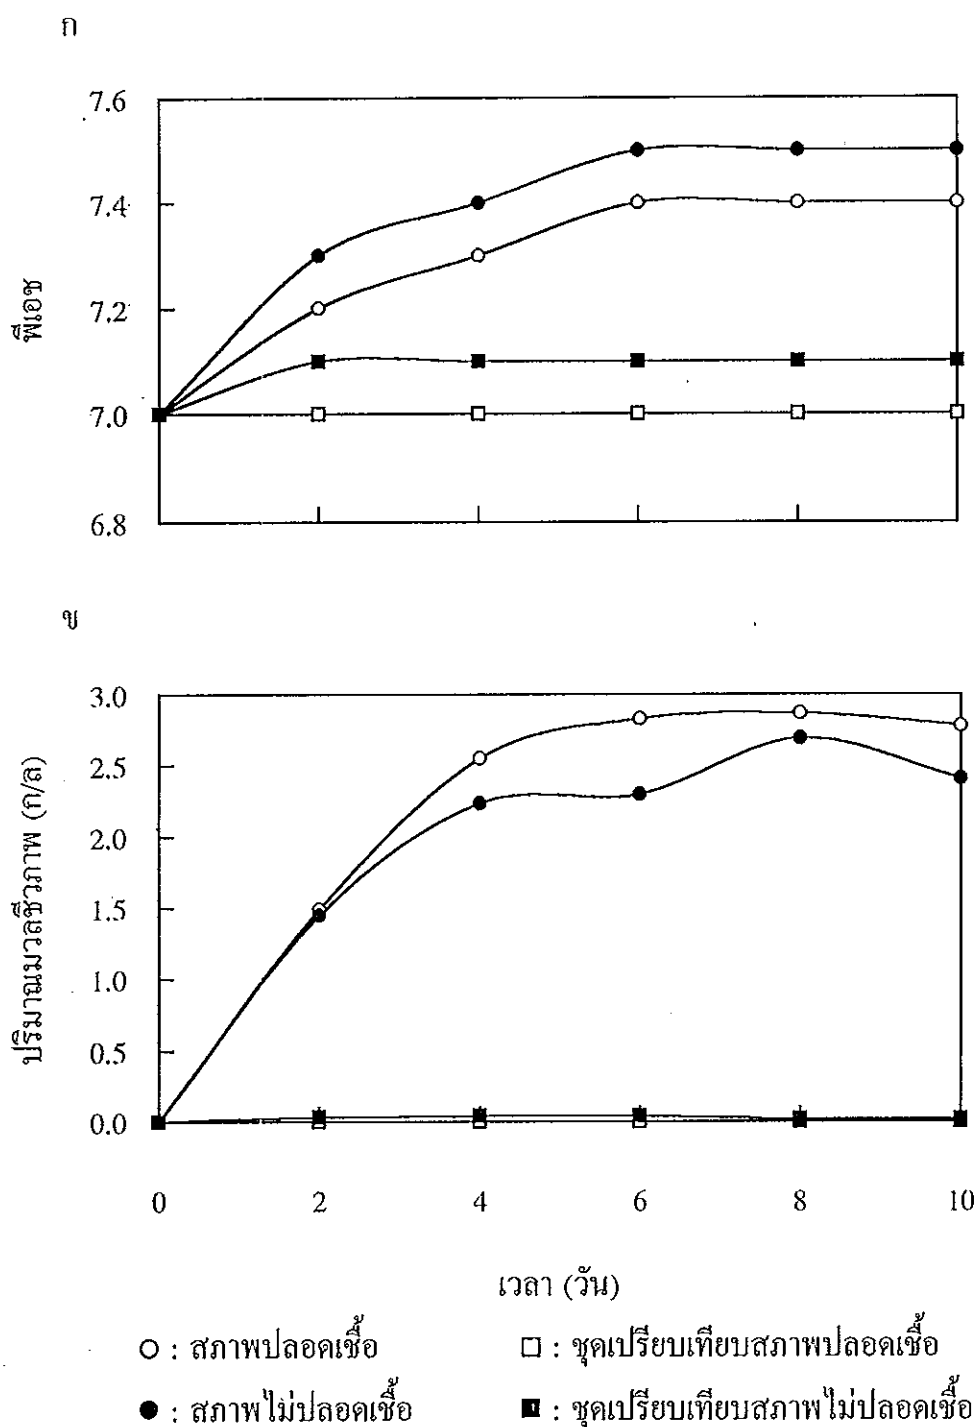 ก
7.6
7.4
7.2
7.0
6.8
พีเอช
ข
3.0
2.5
2.0
1.5
1.0
0.5
0.0
ปริมาณมวลชีวภาพ (ก/ล)
0 2 4 6 8 10
เวลา (วัน)
: สภาพปลอดเชื้อ : ชุดเปรียบเทียบสภาพปลอดเชื้อ
: สภาพไม่ปลอดเชื้อ : ชุดเปรียบเทียบสภาพไม่ปลอดเชื้อ